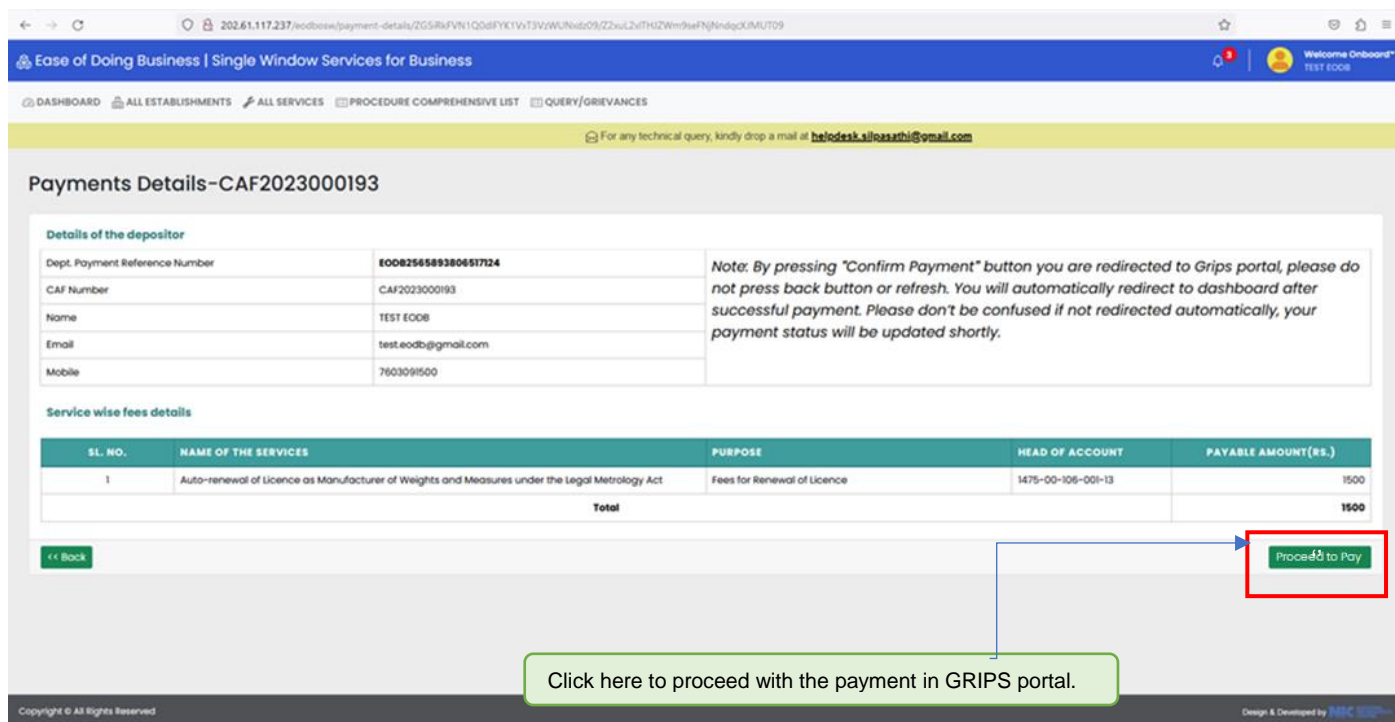 202.61.117.237/eodbosw/payment-details/
Ease of Doing Business | Single Window Services for Business
3
Welcome Onboard"
TEST EODB
DASHBOARD ALL ESTABLISHMENTS ALL SERVICES PROCEDURE COMPREHENSIVE LIST QUERY/GRIEVANCES
For any technical query, kindly drop a mail at helpdesk.silpasathi@gmail.com
Payments Details-CAF2023000193
Details of the depositor
Dept. Payment Reference Number EODB2565893806517124
CAF Number CAF2023000193
Name TEST EODB
Email test.eodb@gmail.com
Mobile 7603091500
Note: By pressing "Confirm Payment" button you are redirected to Grips portal, please do
not press back button or refresh. You will automatically redirect to dashboard after
successful payment. Please don't be confused if not redirected automatically, your
payment status will be updated shortly.
Service wise fees details
SL. NO. NAME OF THE SERVICES PURPOSE HEAD OF ACCOUNT PAYABLE AMOUNT(RS.)
1 Auto-renewal of Licence as Manufacturer of Weights and Measures under the Legal Metrology Act Fees for Renewal of Licence 1475-00-106-001-13 1500
Total 1500
<< Back
Proceed to Pay
Click here to proceed with the payment in GRIPS portal.
Copyright © All Rights Reserved
Design & Developed by NIC